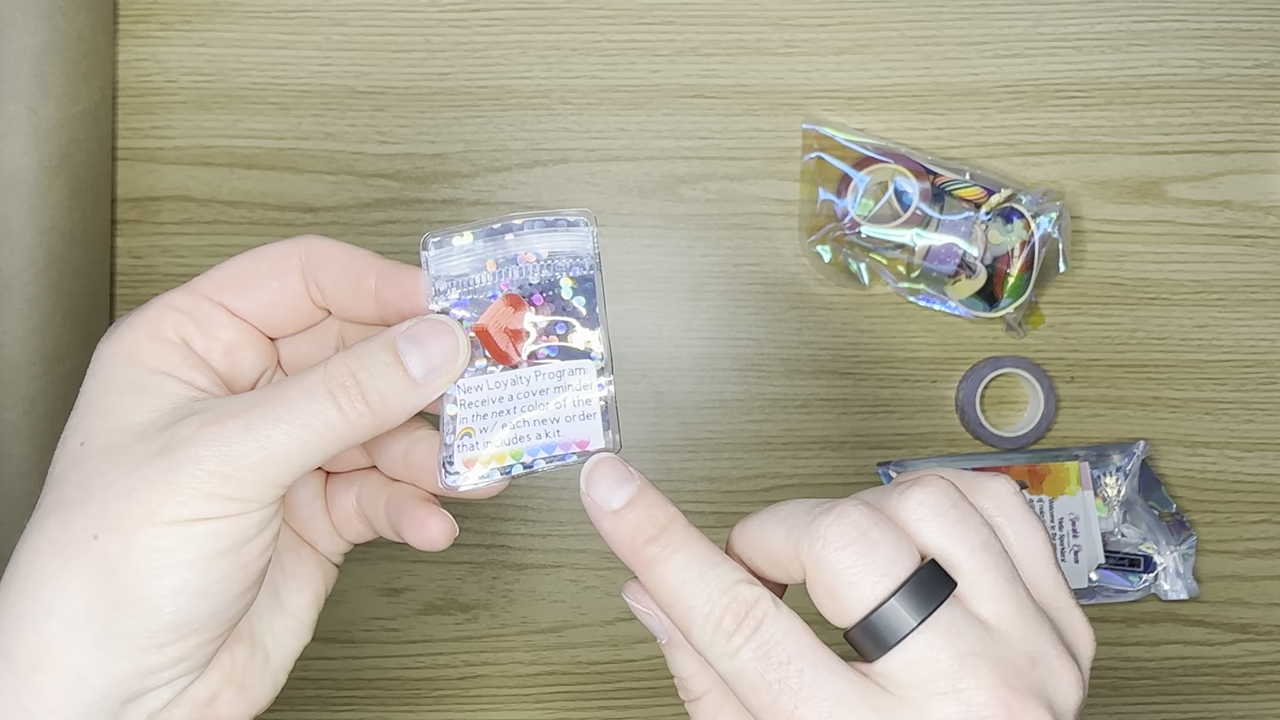 New Loyalty Program:
Receive a cover minder
in the next color of the
🌈 w/ each new order
that includes a kit.